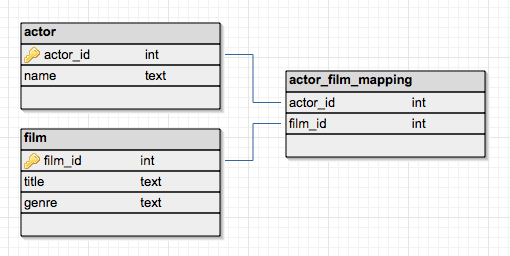 actor
actor_id int
name text
film
film_id int
title text
genre text
actor_film_mapping
actor_id int
film_id int